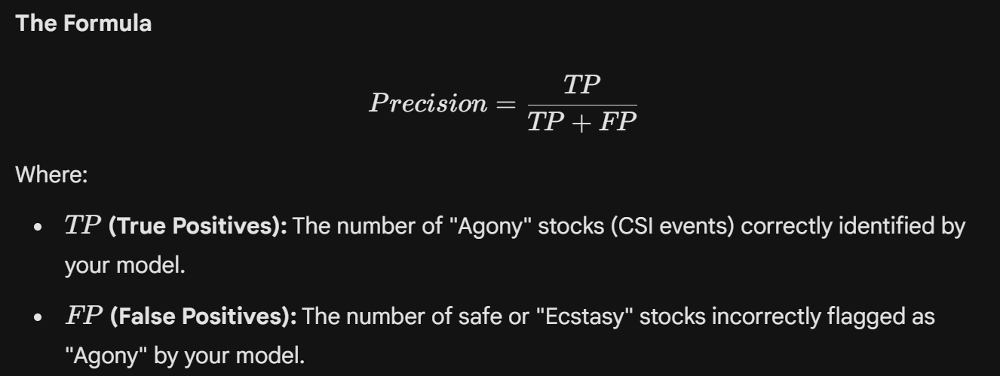 The Formula
Precision = TP / (TP + FP)
Where:
• TP (True Positives): The number of "Agony" stocks (CSI events) correctly identified by
your model.
• FP (False Positives): The number of safe or "Ecstasy" stocks incorrectly flagged as
"Agony" by your model.